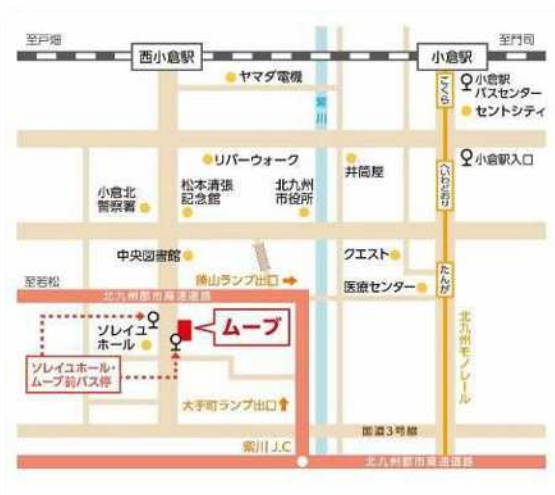 至戸畑
至門司
西小倉駅
小倉駅
ヤマダ電機
小倉駅
バスセンター
セントシティ
こくら
紫川
リバーウォーク
井筒屋
小倉駅入口
へいわどおり
小倉北
警察署
松本清張
記念館
北九州
市役所
中央図書館
クエスト
至若松
勝山ランプ出口
医療センター
たんが
北九州都市高速道路
ソレイユ
ホール
ムーブ
北九州モノレール
ソレイユホール・
ムーブ前バス停
大手町ランプ出口
国道3号線
紫川J.C
北九州都市高速道路